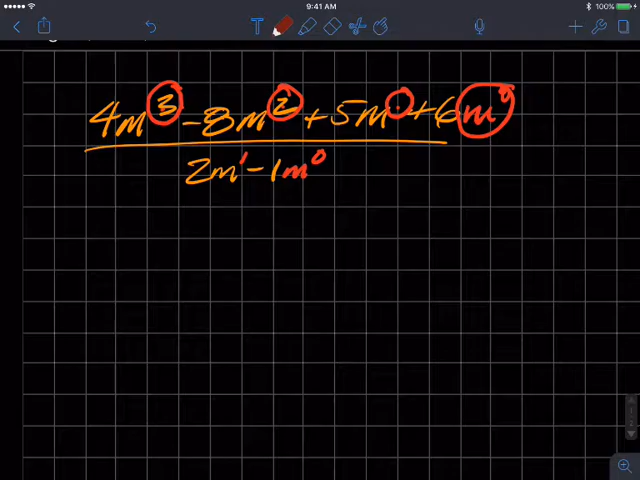 9:41 AM
100%
T
4m³ - 8m² + 5m¹ + 6m⁰
2m¹ - 1m⁰